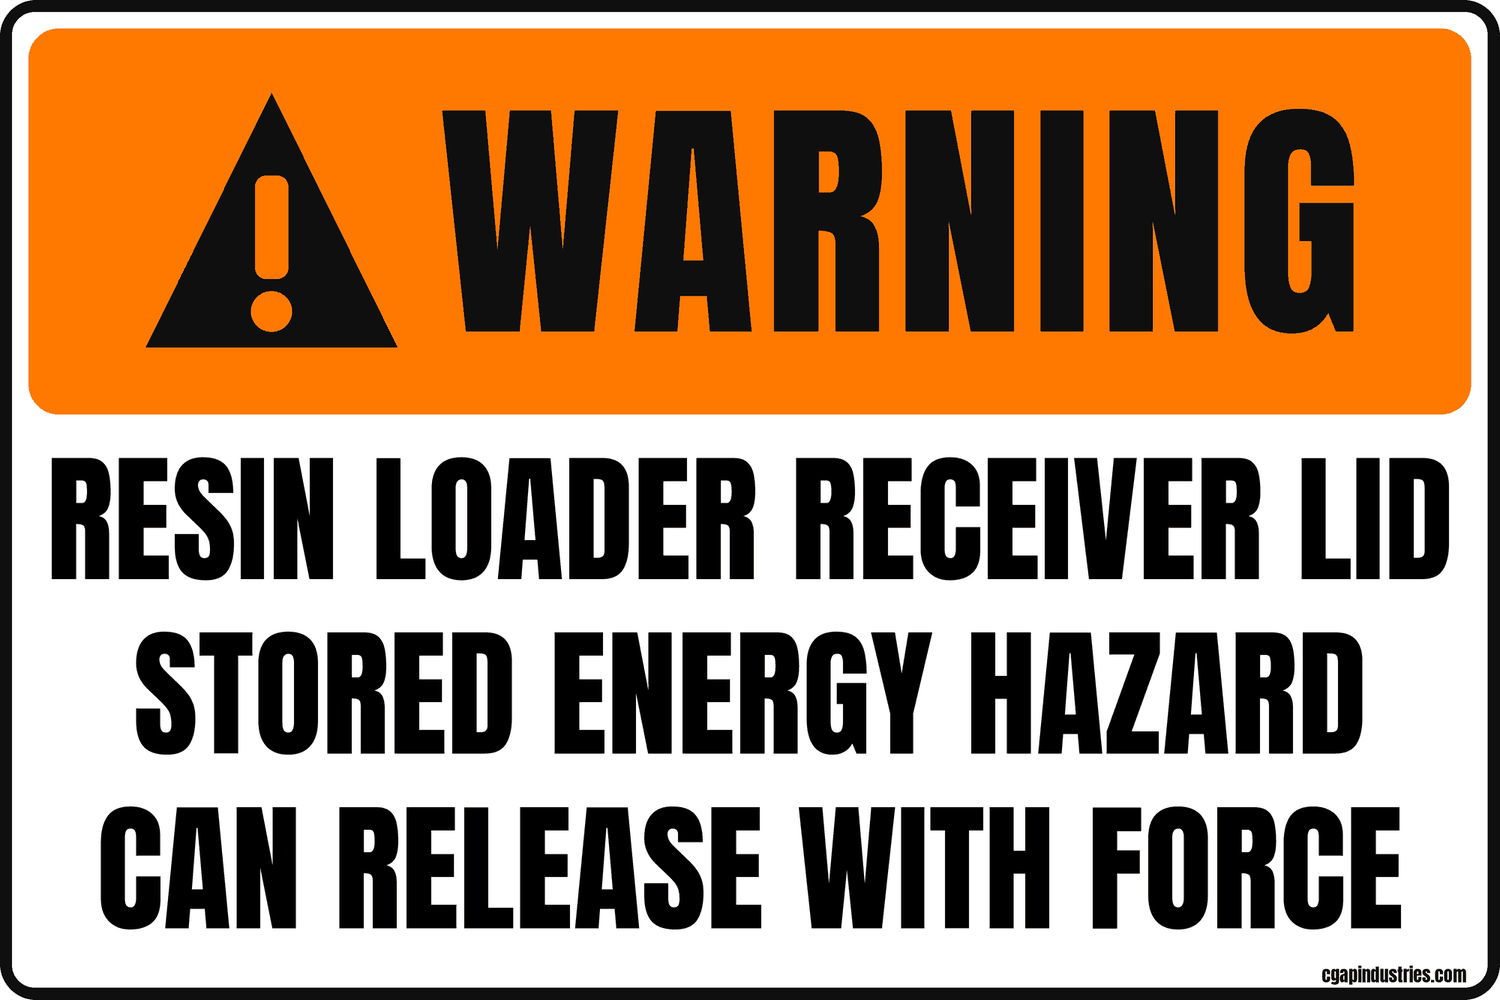 WARNING
RESIN LOADER RECEIVER LID
STORED ENERGY HAZARD
CAN RELEASE WITH FORCE
cgapindustries.com